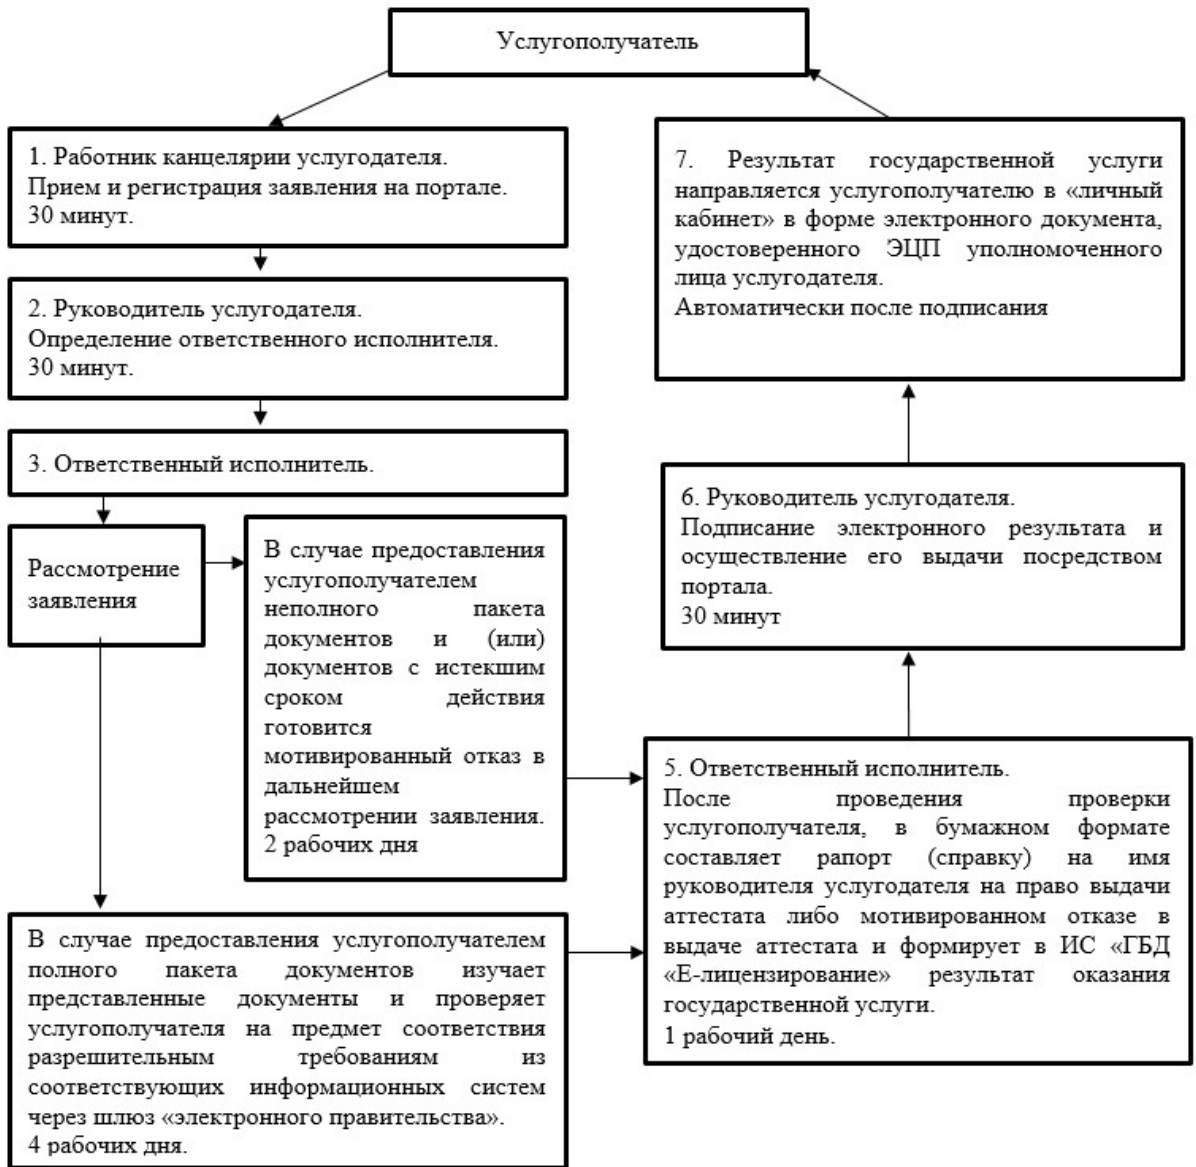 Услугополучатель
1. Работник канцелярии услугодателя.
Прием и регистрация заявления на портале.
30 минут.
2. Руководитель услугодателя.
Определение ответственного исполнителя.
30 минут.
3. Ответственный исполнитель.
Рассмотрение
заявления
В случае предоставления
услугополучателем
неполного пакета
документов и (или)
документов с истекшим
сроком действия
готовится
мотивированный отказ в
дальнейшем
рассмотрении заявления.
2 рабочих дня
В случае предоставления услугополучателем
полного пакета документов изучает
представленные документы и проверяет
услугополучателя на предмет соответствия
разрешительным требованиям из
соответствующих информационных систем
через шлюз «электронного правительства».
4 рабочих дня.
5. Ответственный исполнитель.
После проведения проверки
услугополучателя, в бумажном формате
составляет рапорт (справку) на имя
руководителя услугодателя на право выдачи
аттестата либо мотивированном отказе в
выдаче аттестата и формирует в ИС «ГБД
«Е-лицензирование» результат оказания
государственной услуги.
1 рабочий день.
6. Руководитель услугодателя.
Подписание электронного результата и
осуществление его выдачи посредством
портала.
30 минут
7. Результат государственной услуги
направляется услугополучателю в «личный
кабинет» в форме электронного документа,
удостоверенного ЭЦП уполномоченного
лица услугодателя.
Автоматически после подписания